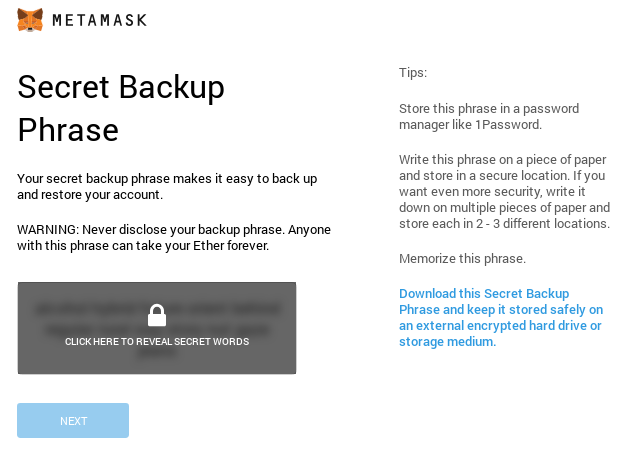 METAMASK
Secret Backup
Phrase
Your secret backup phrase makes it easy to back up
and restore your account.
WARNING: Never disclose your backup phrase. Anyone
with this phrase can take your Ether forever.
CLICK HERE TO REVEAL SECRET WORDS
NEXT
Tips:
Store this phrase in a password
manager like 1Password.
Write this phrase on a piece of paper
and store in a secure location. If you
want even more security, write it
down on multiple pieces of paper and
store each in 2 - 3 different locations.
Memorize this phrase.
Download this Secret Backup
Phrase and keep it stored safely on
an external encrypted hard drive or
storage medium.